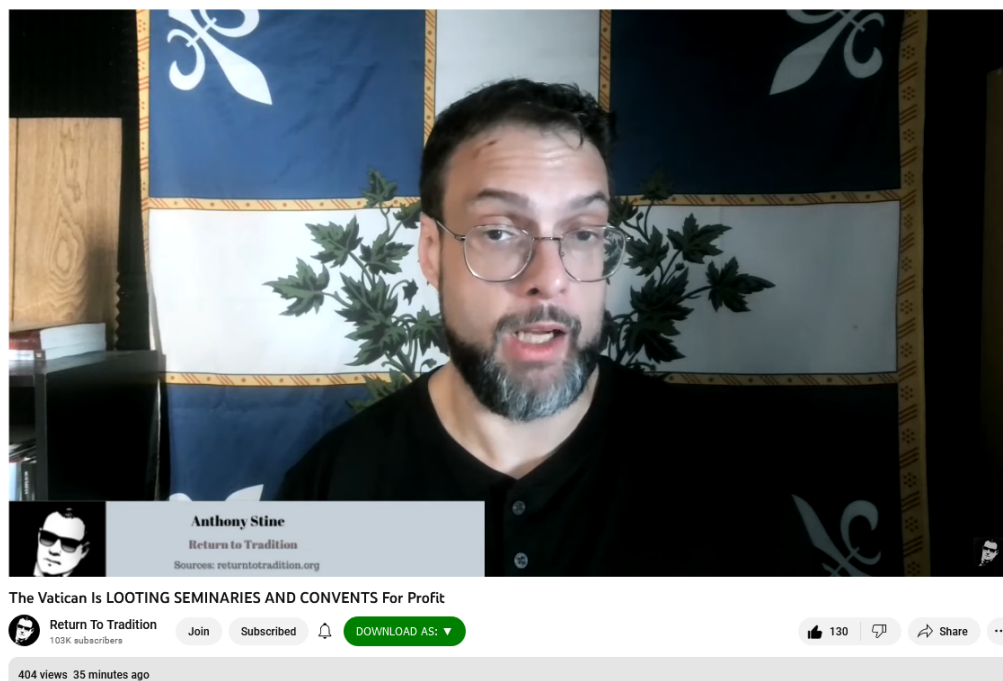 Anthony Stine
Return to Tradition
Sources: returntotradition.org
The Vatican Is LOOTING SEMINARIES AND CONVENTS For Profit
Return To Tradition
103K subscribers
Join
Subscribed
DOWNLOAD AS: ▼
130
Share
404 views 35 minutes ago